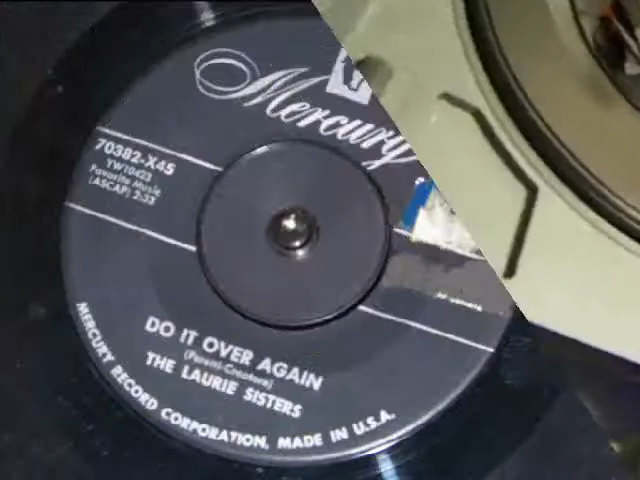 Mercury
70382-X45
YW10423
Favorite Music
(ASCAP) 2:33
DO IT OVER AGAIN
(Parent-Creatore)
THE LAURIE SISTERS
MERCURY RECORD CORPORATION, MADE IN U.S.A.